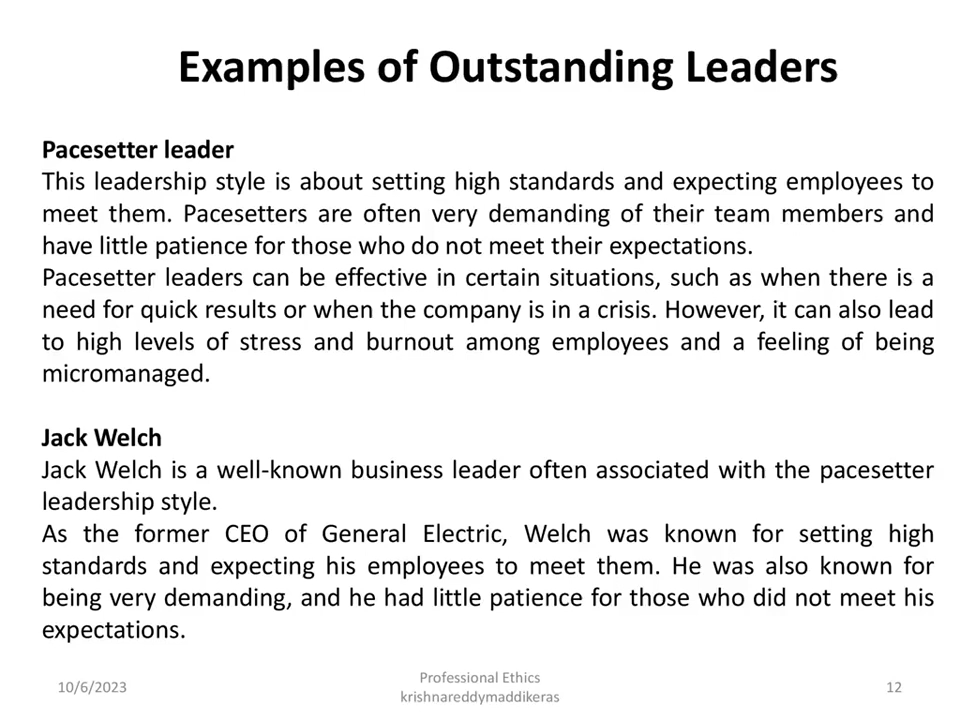 Examples of Outstanding Leaders
Pacesetter leader
This leadership style is about setting high standards and expecting employees to
meet them. Pacesetters are often very demanding of their team members and
have little patience for those who do not meet their expectations.
Pacesetter leaders can be effective in certain situations, such as when there is a
need for quick results or when the company is in a crisis. However, it can also lead
to high levels of stress and burnout among employees and a feeling of being
micromanaged.
Jack Welch
Jack Welch is a well-known business leader often associated with the pacesetter
leadership style.
As the former CEO of General Electric, Welch was known for setting high
standards and expecting his employees to meet them. He was also known for
being very demanding, and he had little patience for those who did not meet his
expectations.
10/6/2023
Professional Ethics
krishnareddymaddikeras
12